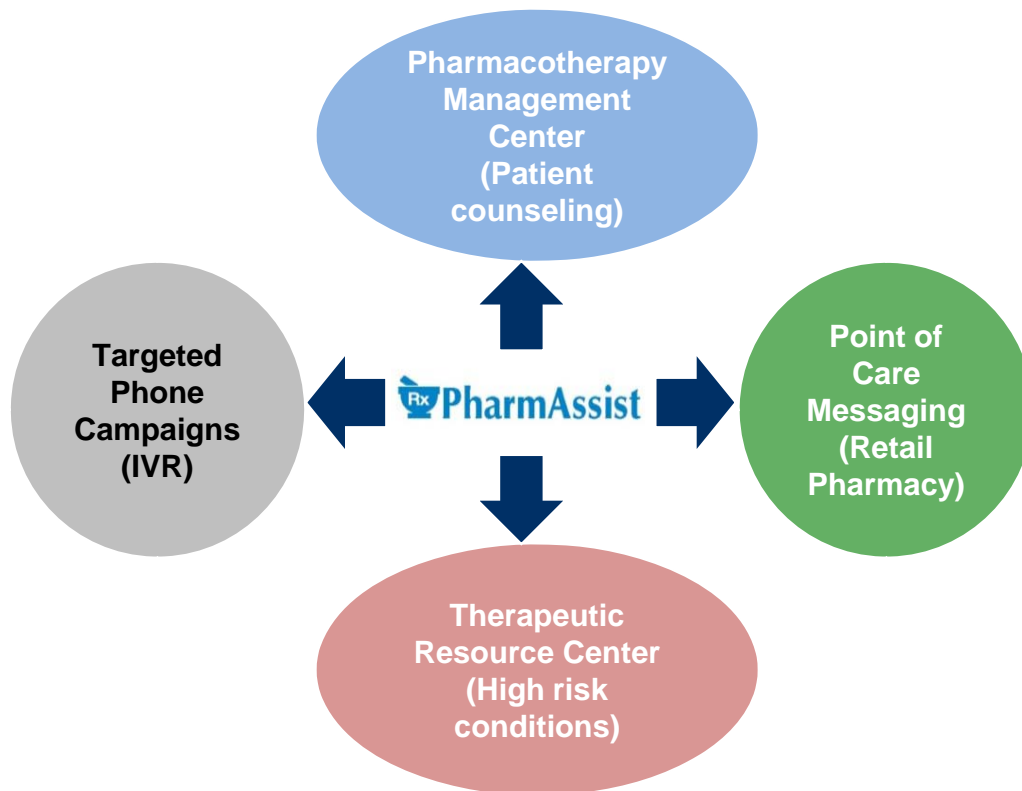 Pharmacotherapy
Management
Center
(Patient
counseling)
Targeted
Phone
Campaigns
(IVR)
Rx PharmAssist
Point of
Care
Messaging
(Retail
Pharmacy)
Therapeutic
Resource Center
(High risk
conditions)